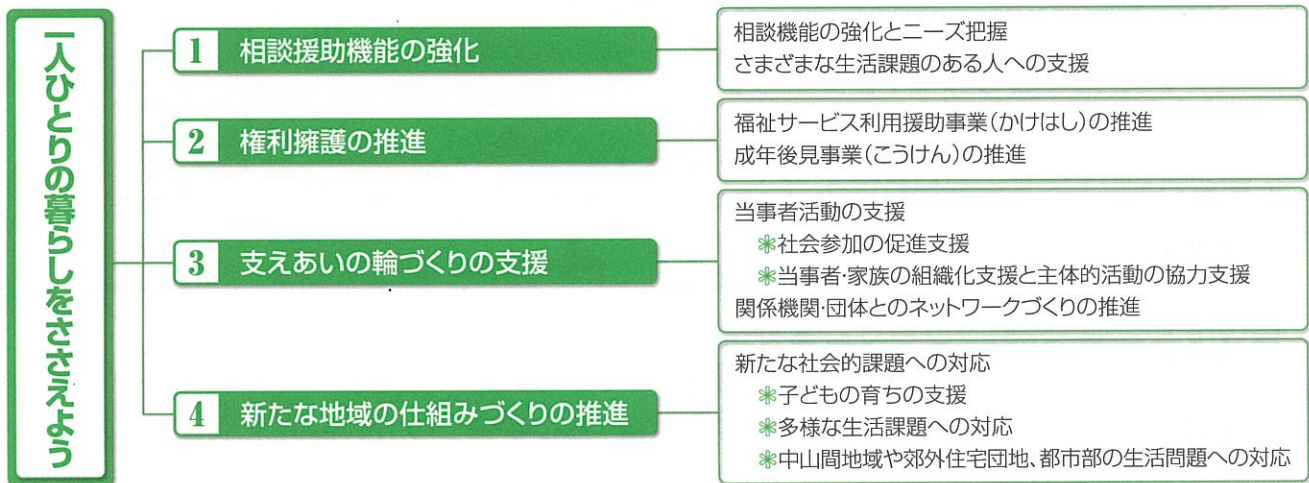 一人ひとりの暮らしをささえよう
1 相談援助機能の強化
相談機能の強化とニーズ把握
さまざまな生活課題のある人への支援
2 権利擁護の推進
福祉サービス利用援助事業(かけはし)の推進
成年後見事業(こうけん)の推進
3 支えあいの輪づくりの支援
当事者活動の支援
❃社会参加の促進支援
❃当事者・家族の組織化支援と主体的活動の協力支援
関係機関・団体とのネットワークづくりの推進
4 新たな地域の仕組みづくりの推進
新たな社会的課題への対応
❃子どもの育ちの支援
❃多様な生活課題への対応
❃中山間地域や郊外住宅団地、都市部の生活問題への対応